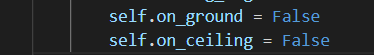 self.on_ground = False
self.on_ceiling = False